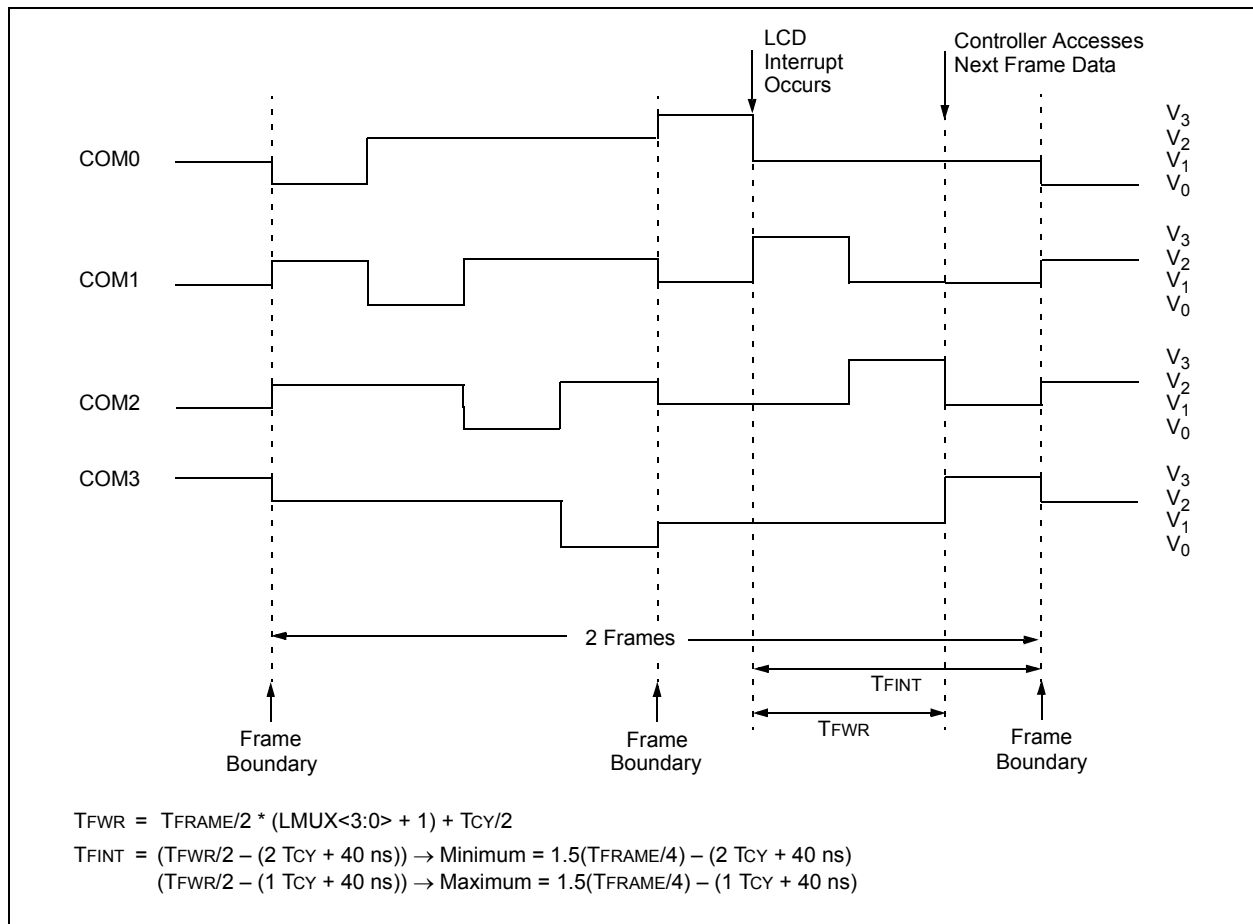 LCD
Interrupt
Occurs
Controller Accesses
Next Frame Data
COM0
V3
V2
V1
V0
COM1
V3
V2
V1
V0
COM2
V3
V2
V1
V0
COM3
V3
V2
V1
V0
2 Frames
TFINT
TFWR
Frame
Boundary
Frame
Boundary
Frame
Boundary
TFWR = TFRAME/2 * (LMUX<3:0> + 1) + TCY/2
TFINT = (TFWR/2 – (2 TCY + 40 ns)) → Minimum = 1.5(TFRAME/4) – (2 TCY + 40 ns)
(TFWR/2 – (1 TCY + 40 ns)) → Maximum = 1.5(TFRAME/4) – (1 TCY + 40 ns)